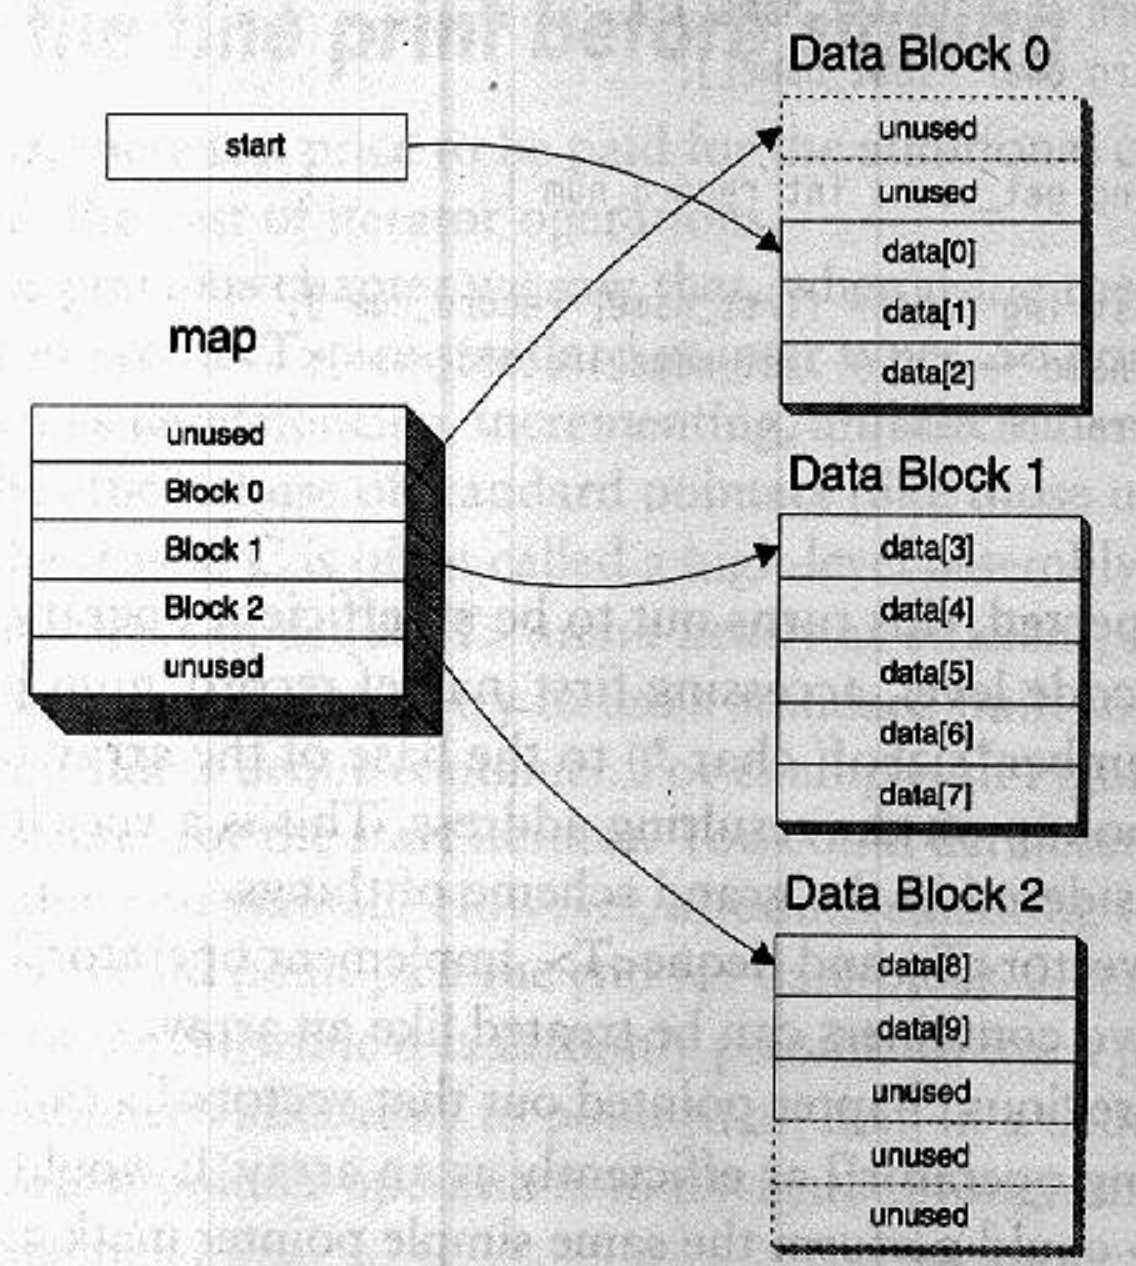 start
map
unused
Block 0
Block 1
Block 2
unused
Data Block 0
unused
unused
data[0]
data[1]
data[2]
Data Block 1
data[3]
data[4]
data[5]
data[6]
data[7]
Data Block 2
data[8]
data[9]
unused
unused
unused